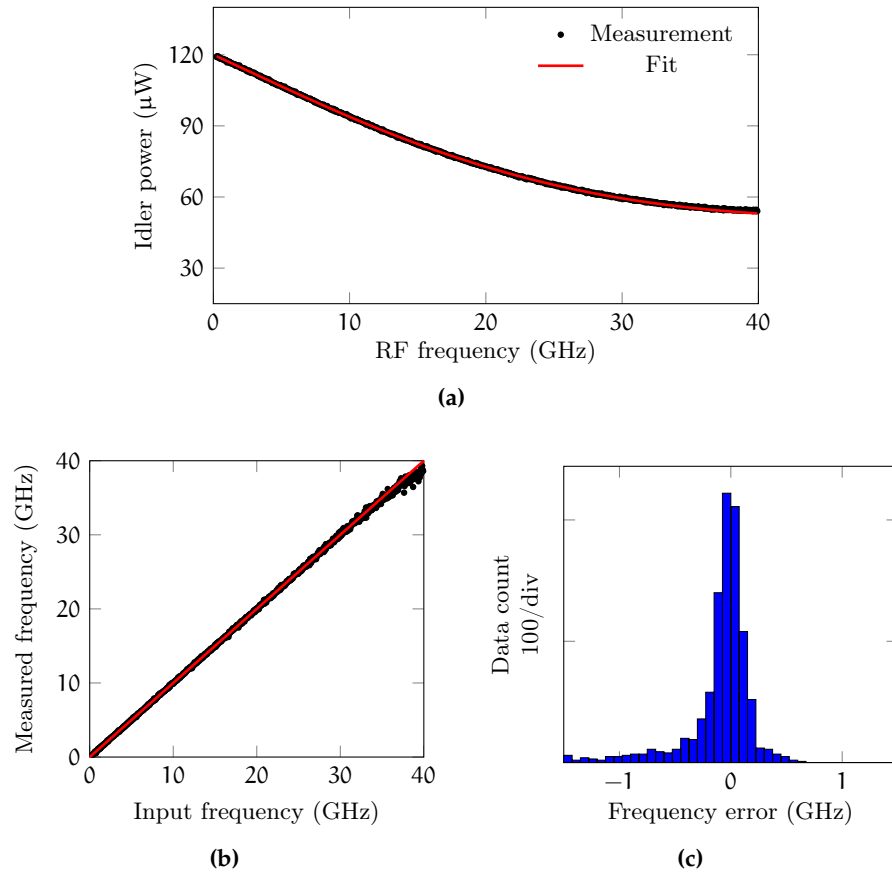 120
90
60
30
Idler power (µW)
Measurement
Fit
0 10 20 30 40
RF frequency (GHz)
(a)
40
30
20
10
0
Measured frequency (GHz)
0 10 20 30 40
Input frequency (GHz)
(b)
Data count
100/div
−1 0 1
Frequency error (GHz)
(c)